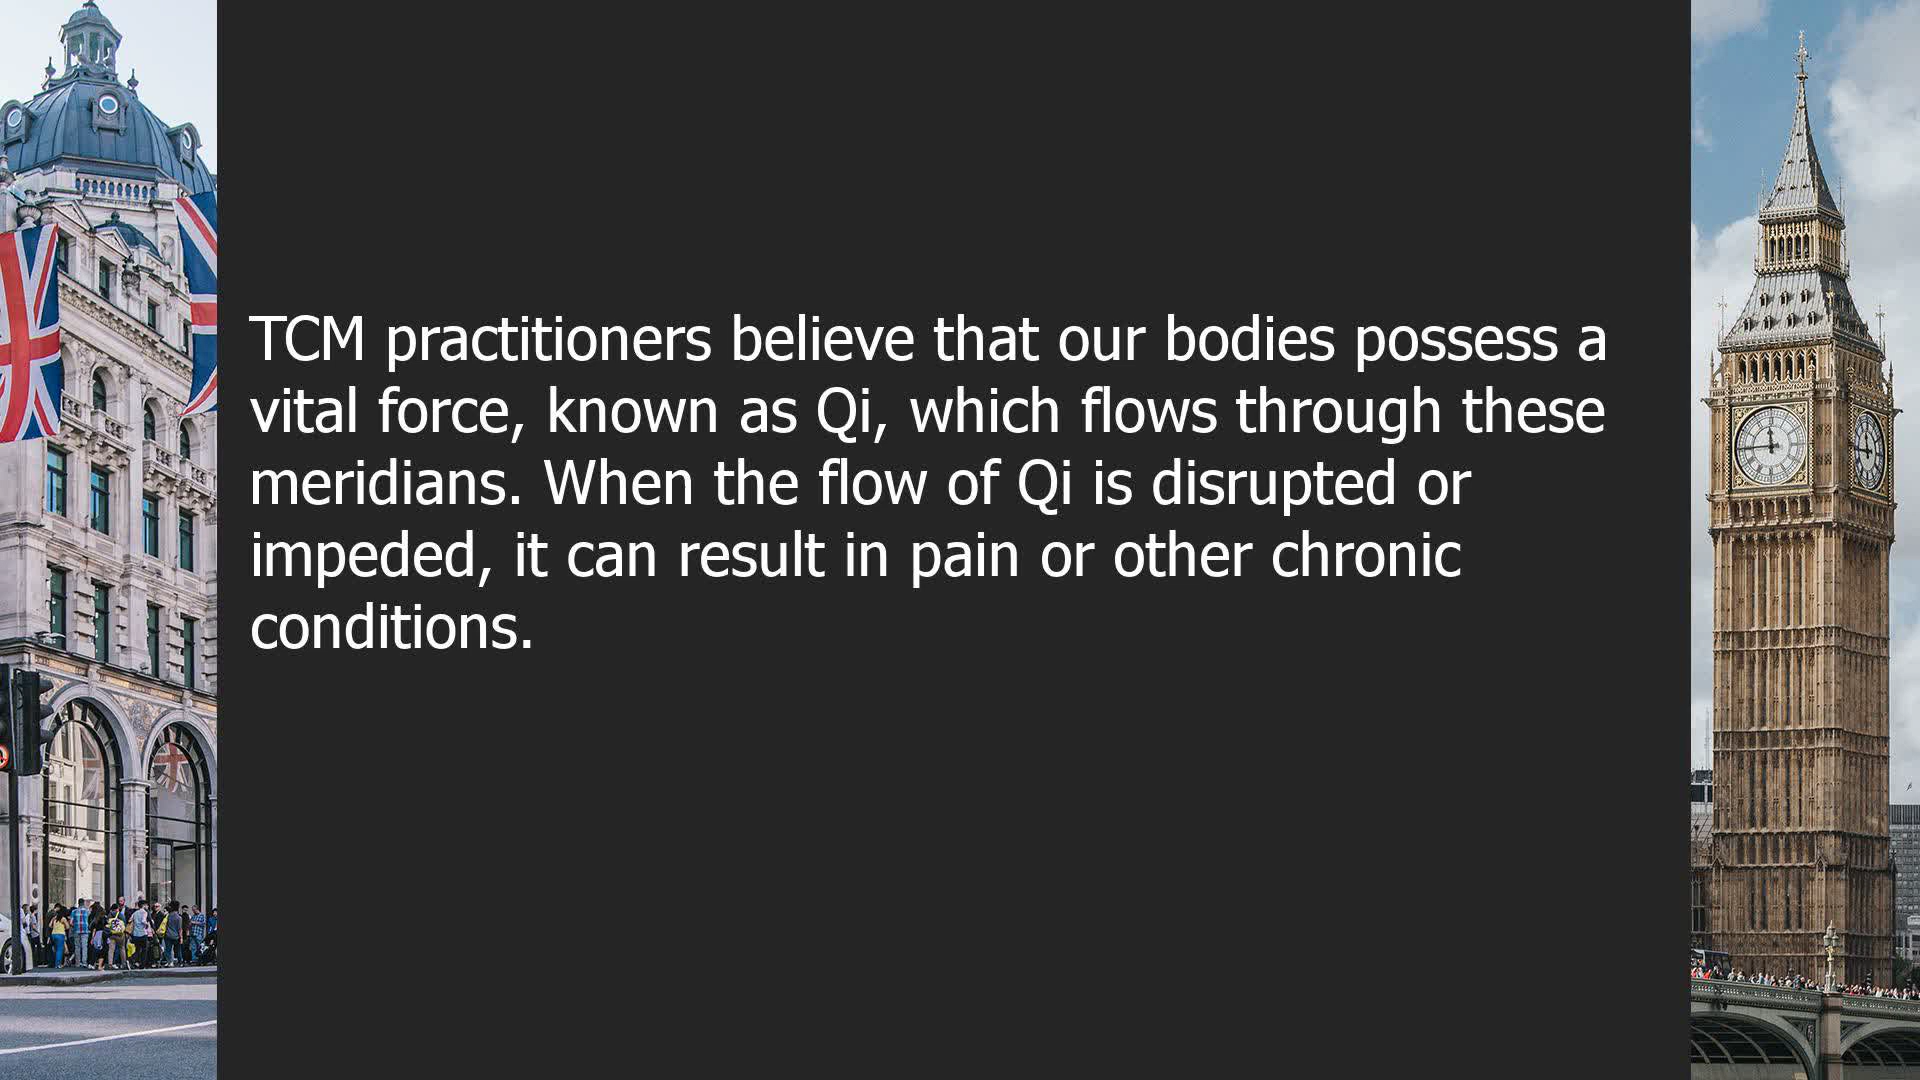 TCM practitioners believe that our bodies possess a
vital force, known as Qi, which flows through these
meridians. When the flow of Qi is disrupted or
impeded, it can result in pain or other chronic
conditions.